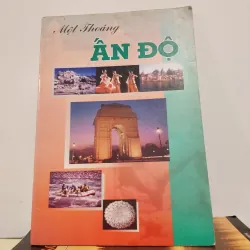 Một Thoáng
ẤN ĐỘ